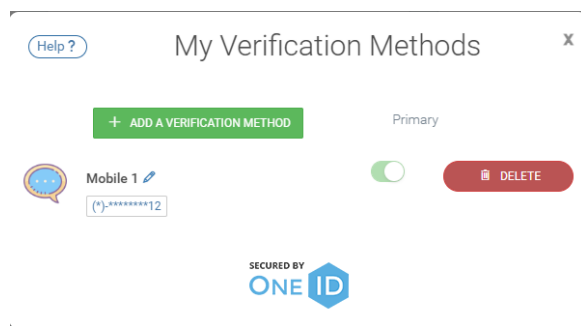 Help ?
My Verification Methods
X
+ ADD A VERIFICATION METHOD
Primary
Mobile 1
DELETE
(*)-********12
SECURED BY
ONE ID